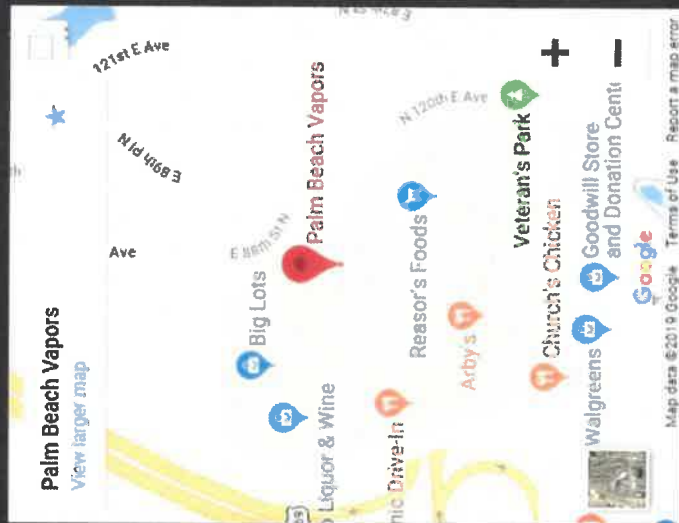 Palm Beach Vapors
View larger map
121st E Ave
E 89th Pl N
Ave
E 88th St N
Big Lots
Palm Beach Vapors
Liquor & Wine
N 120th E Ave
Reasor's Foods
nic Drive-In
Arby's
Veteran's Park
Church's Chicken
Walgreens
Goodwill Store
and Donation Cente
+
−
Google
Map data ©2019 Google Terms of Use Report a map error